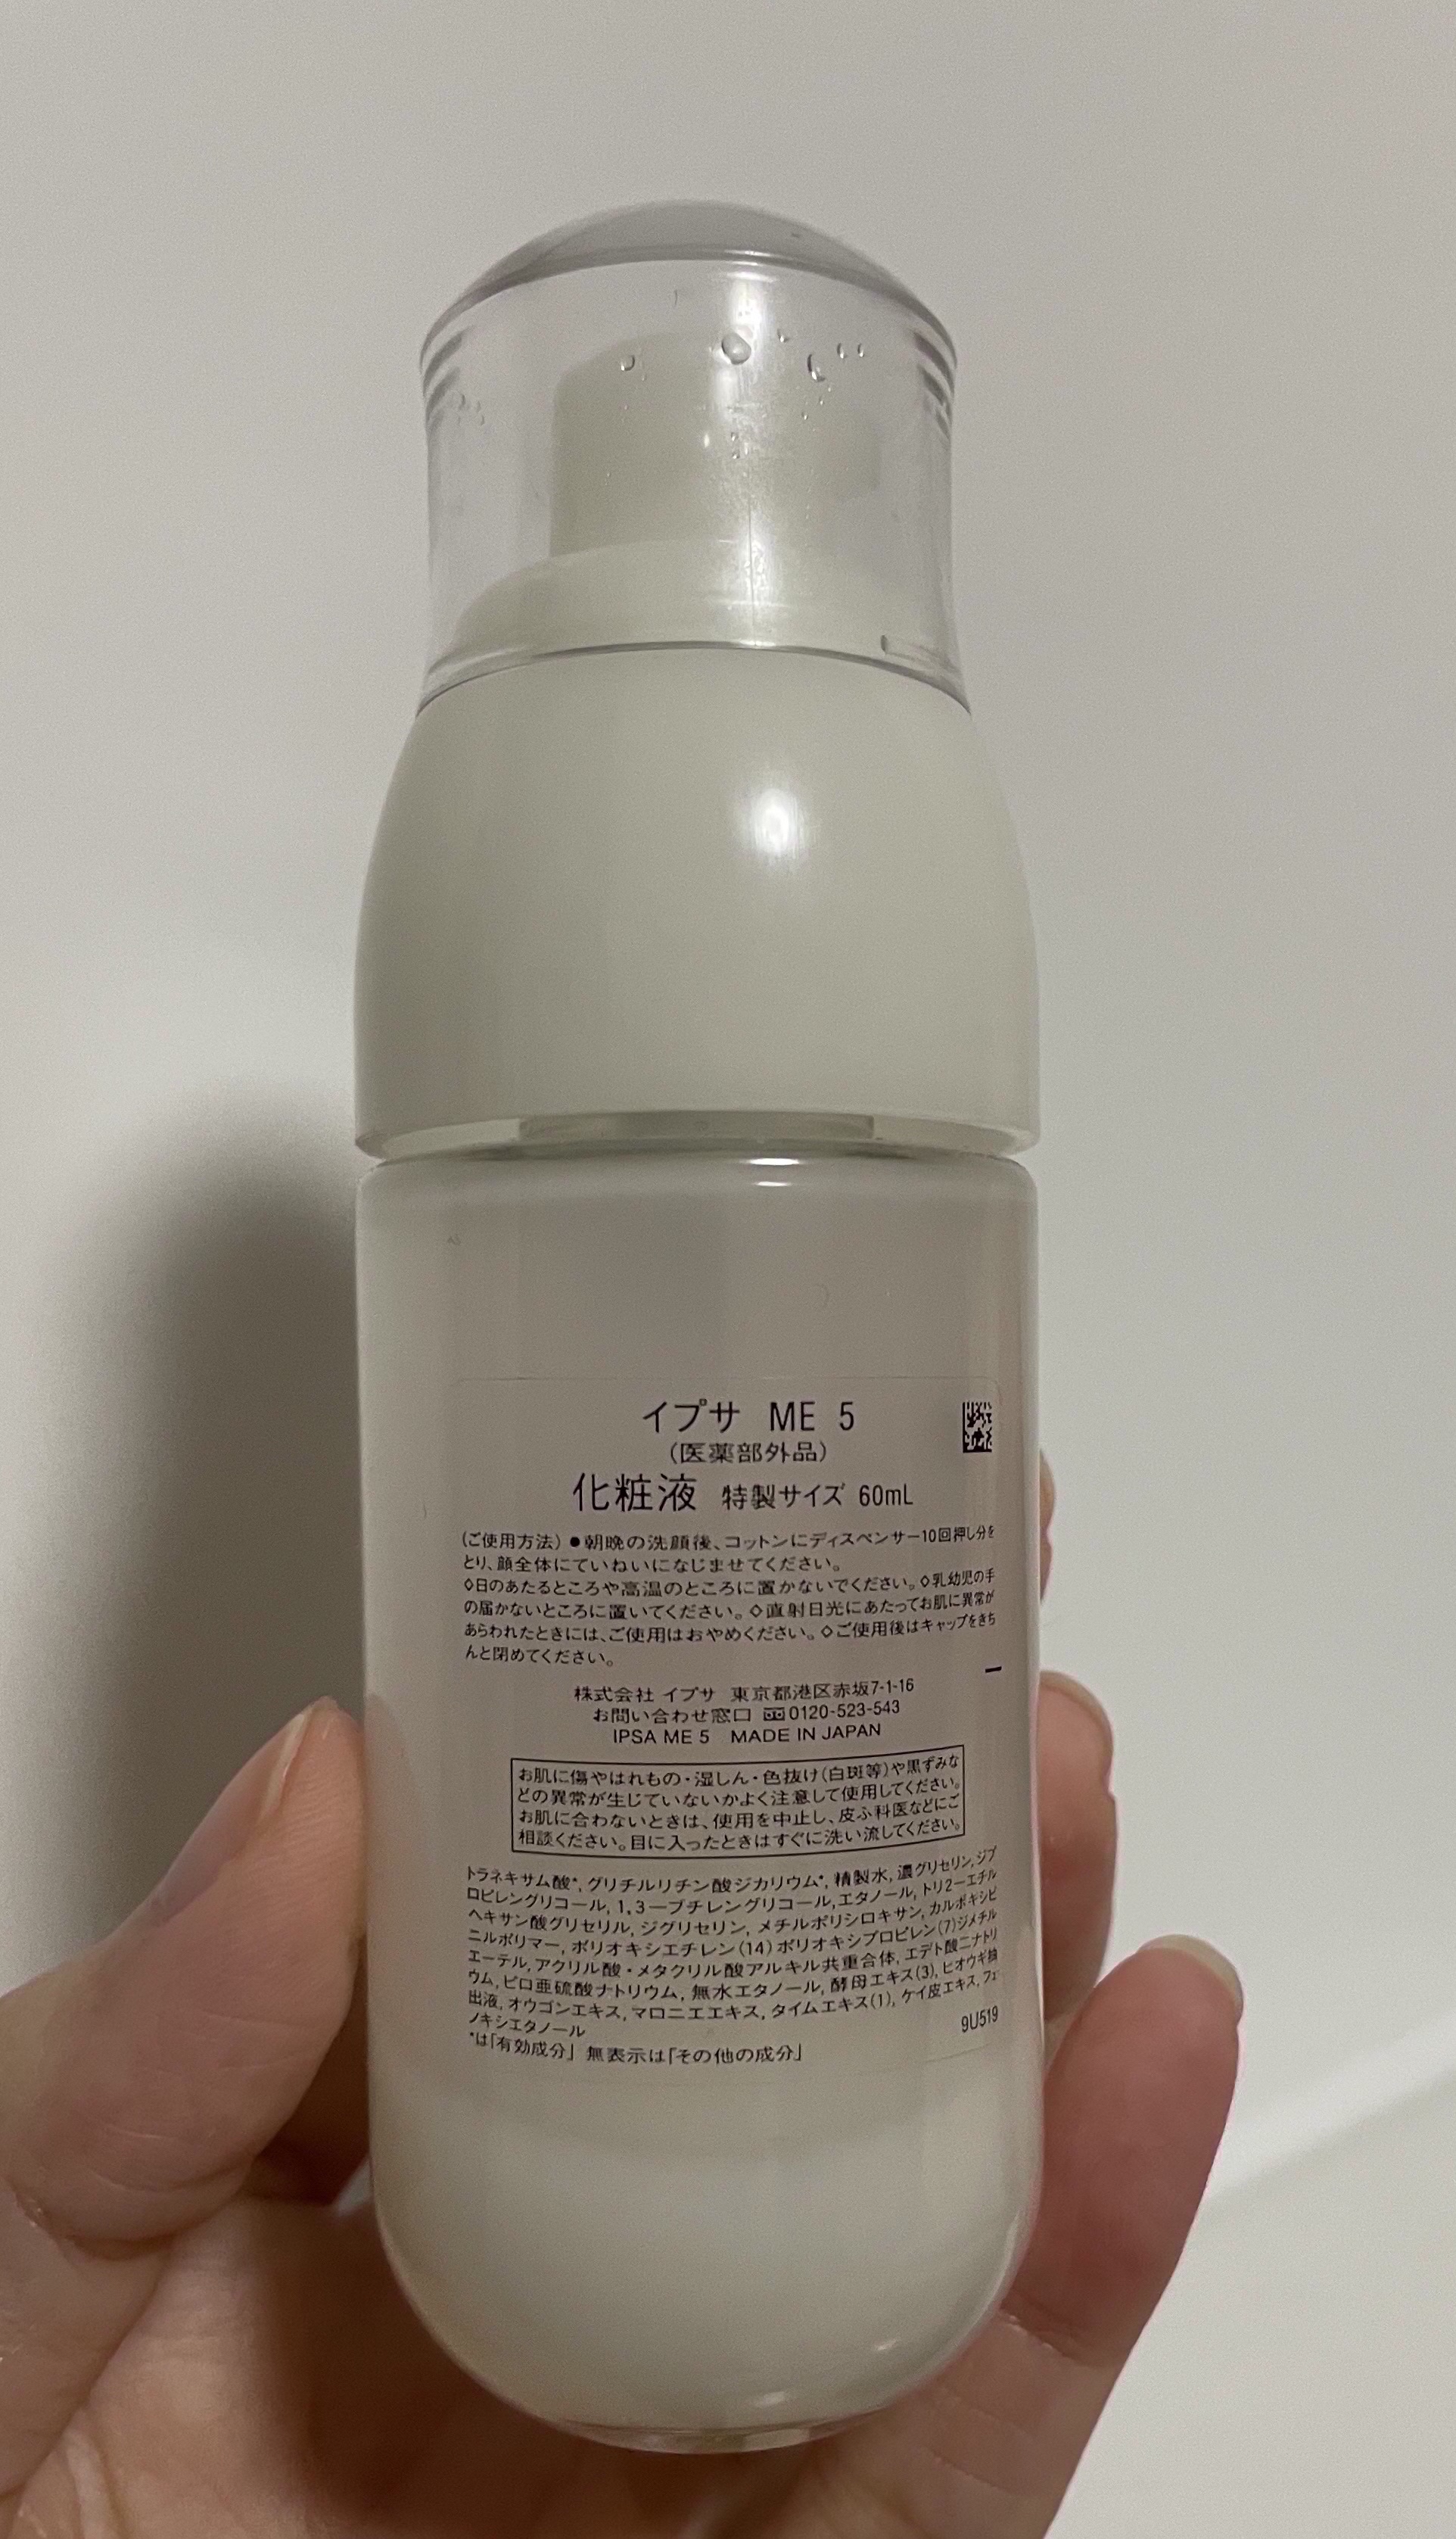 イプサ ME 5
(医薬部外品)
化粧液 特製サイズ 60mL
(ご使用方法) ●朝晩の洗顔後、コットンにディスペンサー10回押し分を
とり、顔全体にていねいになじませてください。
◇日のあたるところや高温のところに置かないでください。◇乳幼児の手
の届かないところに置いてください。◇直射日光にあたってお肌に異常が
あらわれたときには、ご使用はおやめください。◇ご使用後はキャップをきち
んと閉めてください。
株式会社 イプサ 東京都港区赤坂7-1-16
お問い合わせ窓口 0120-523-543
IPSA ME 5 MADE IN JAPAN
お肌に傷やはれもの・湿しん・色抜け(白斑等)や黒ずみな
どの異常が生じていないかよく注意して使用してください。
お肌に合わないときは、使用を中止し、皮ふ科医などにご
相談ください。目に入ったときはすぐに洗い流してください。
トラネキサム酸*, グリチルリチン酸ジカリウム*, 精製水, 濃グリセリン, ジプ
ロピレングリコール, 1,3ーブチレングリコール, エタノール, トリ2ーエチル
ヘキサン酸グリセリル, ジグリセリン, メチルポリシロキサン, カルボキシビ
ニルポリマー, ポリオキシエチレン(14)ポリオキシプロピレン(7)ジメチル
エーテル, アクリル酸・メタクリル酸アルキル共重合体, エデト酸二ナトリ
ウム, ピロ亜硫酸ナトリウム, 無水エタノール, 酵母エキス(3), ヒオウギ抽
出液, オウゴンエキス, マロニエエキス, タイムエキス(1), ケイ皮エキス, フェ
ノキシエタノール
*は「有効成分」 無表示は「その他の成分」
9U519